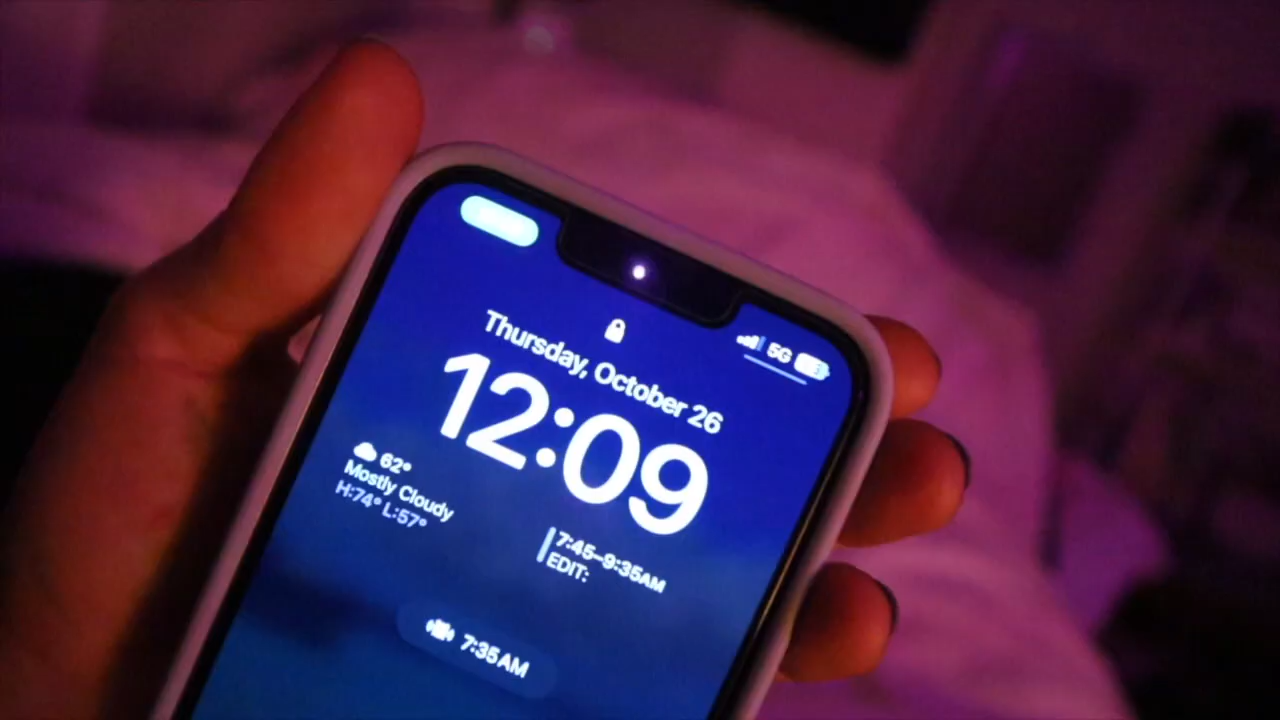 5G
Thursday, October 26
12:09
62°
Mostly Cloudy
H:74° L:57°
7:45–9:35AM
EDIT:
7:35AM